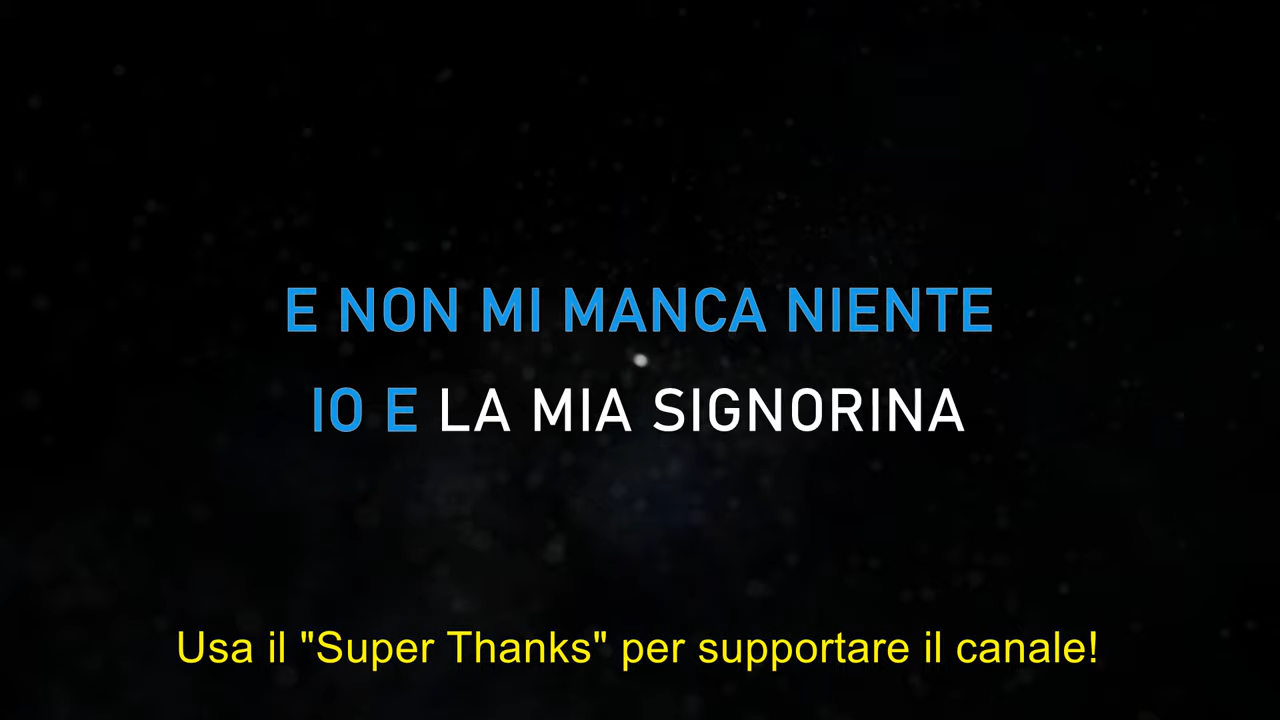 E NON MI MANCA NIENTE
IO E LA MIA SIGNORINA
Usa il "Super Thanks" per supportare il canale!